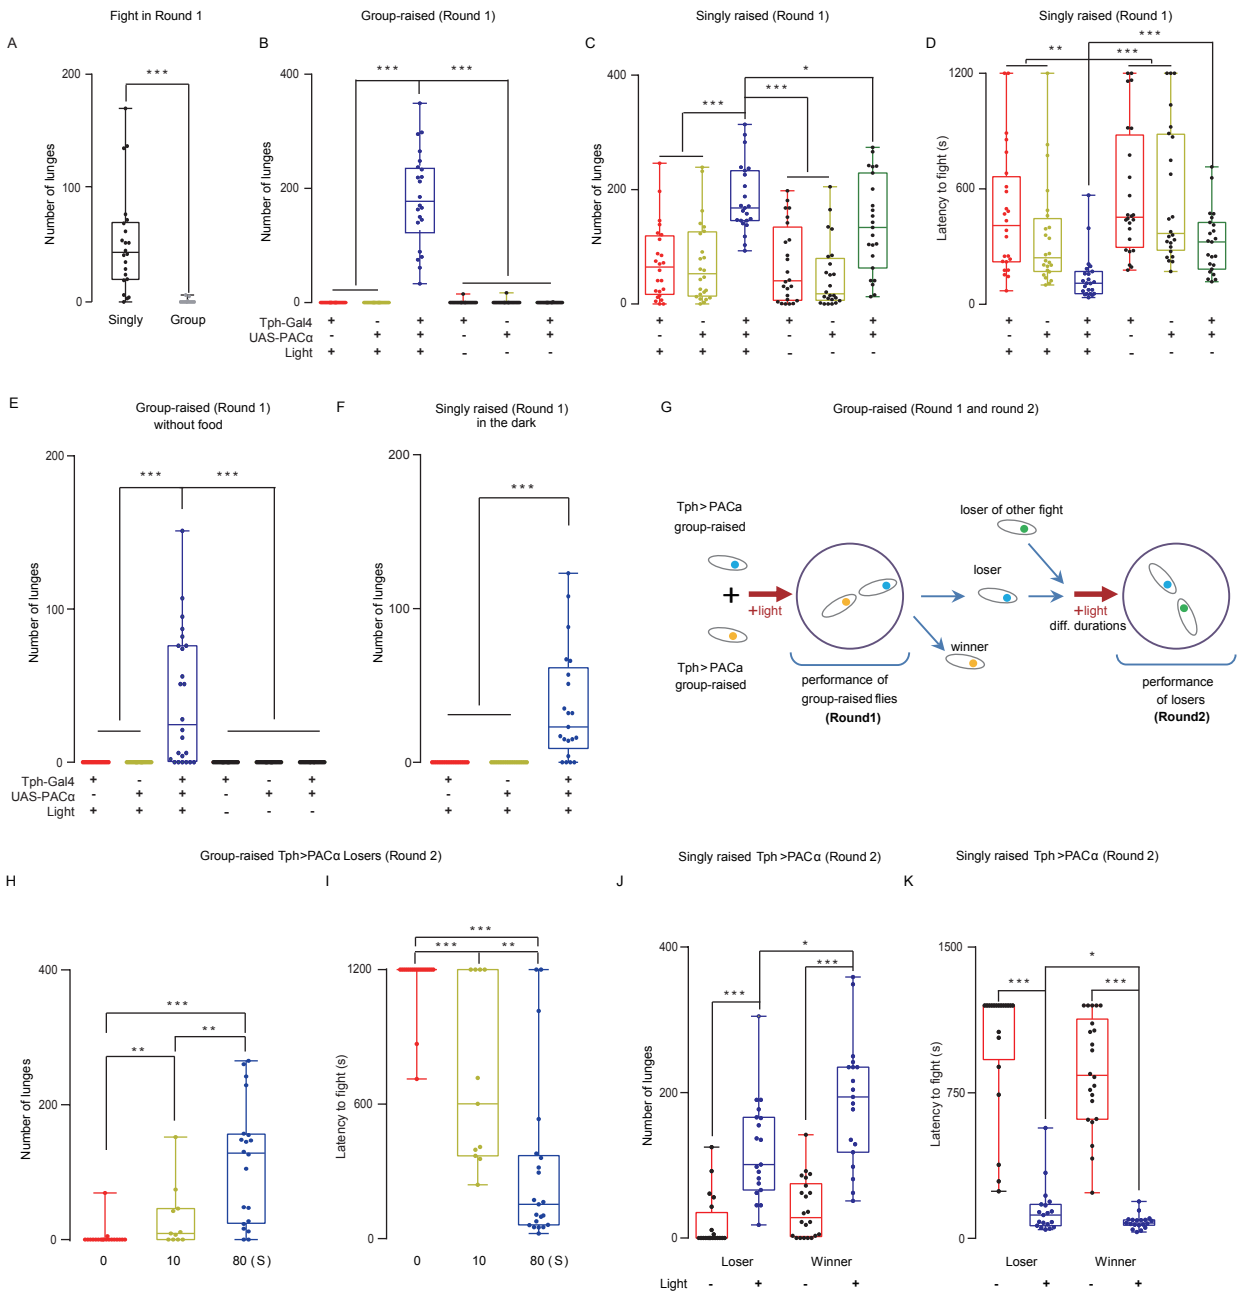 Fight in Round 1
Group-raised (Round 1)
Singly raised (Round 1)
Singly raised (Round 1)
A
B
C
D
200
100
0
Number of lunges
***
Singly
Group
400
200
0
Number of lunges
***
***
400
200
0
Number of lunges
***
***
*
1200
600
0
Latency to fight (s)
**
***
***
Tph-Gal4 + - + + - + + - + + - + + - + + - +
UAS-PACα - + + - + + - + + - + + - + + - + +
Light + + + - - - + + + - - - + + + - - -
E
F
G
Group-raised (Round 1)
without food
Singly raised (Round 1)
in the dark
Group-raised (Round 1 and round 2)
200
100
0
Number of lunges
***
***
200
100
0
Number of lunges
***
Tph-Gal4 + - + + - + + - +
UAS-PACα - + + - + + - + +
Light + + + - - - + + +
Tph>PACa
group-raised
+
Tph>PACa
group-raised
+light
performance of
group-raised flies
(Round1)
loser of other fight
loser
winner
+light
diff. durations
performance
of losers
(Round2)
Group-raised Tph>PACα Losers (Round 2)
Singly raised Tph>PACα (Round 2)
Singly raised Tph>PACα (Round 2)
H
I
J
K
400
200
0
Number of lunges
***
**
**
0
10
80 (S)
1200
600
0
Latency to fight (s)
***
***
**
0
10
80 (S)
400
200
0
Number of lunges
*
***
***
Loser
Winner
Light - + - +
1500
750
0
Latency to fight (s)
*
***
***
Loser
Winner
- + - +